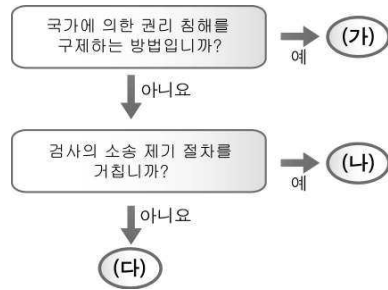 국가에 의한 권리 침해를
구제하는 방법입니까?
예
(가)
아니요
검사의 소송 제기 절차를
거칩니까?
예
(나)
아니요
(다)